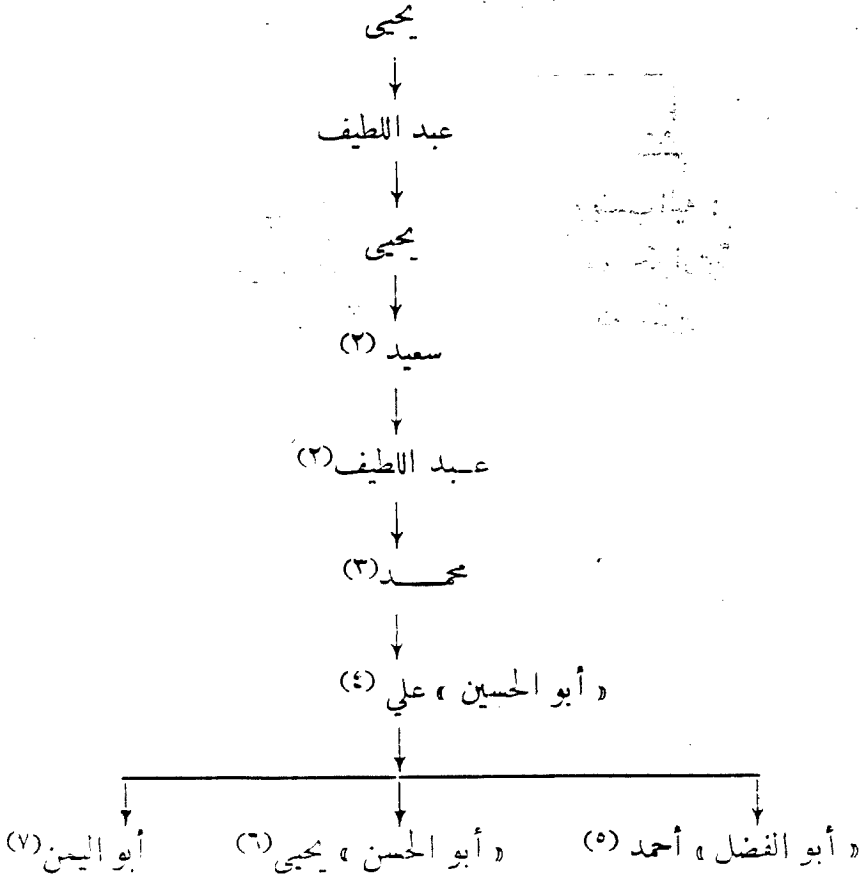 يحيى
عبد اللطيف
يحيى
سعيد (٢)
عبد اللطيف (٢)
محمد (٣)
« أبو الحسين » علي (٤)
« أبو الفضل » أحمد (٥) « أبو الحسن » يحيى (٦) أبو اليمن (٧)